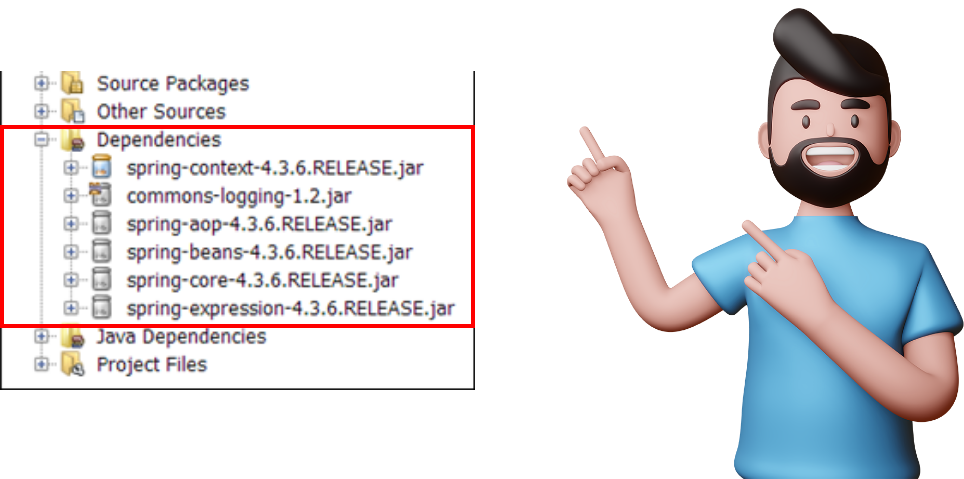 Source Packages
Other Sources
Dependencies
spring-context-4.3.6.RELEASE.jar
commons-logging-1.2.jar
spring-aop-4.3.6.RELEASE.jar
spring-beans-4.3.6.RELEASE.jar
spring-core-4.3.6.RELEASE.jar
spring-expression-4.3.6.RELEASE.jar
Java Dependencies
Project Files